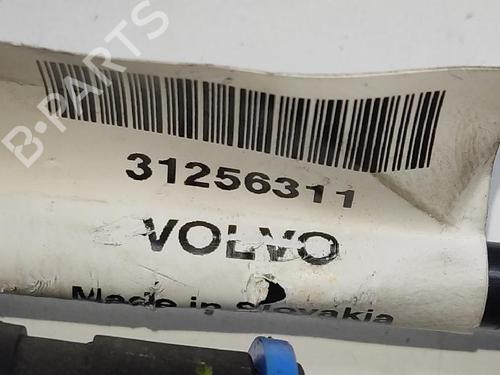 B-PARTS
31256311
VOLVO
Made in Slovakia